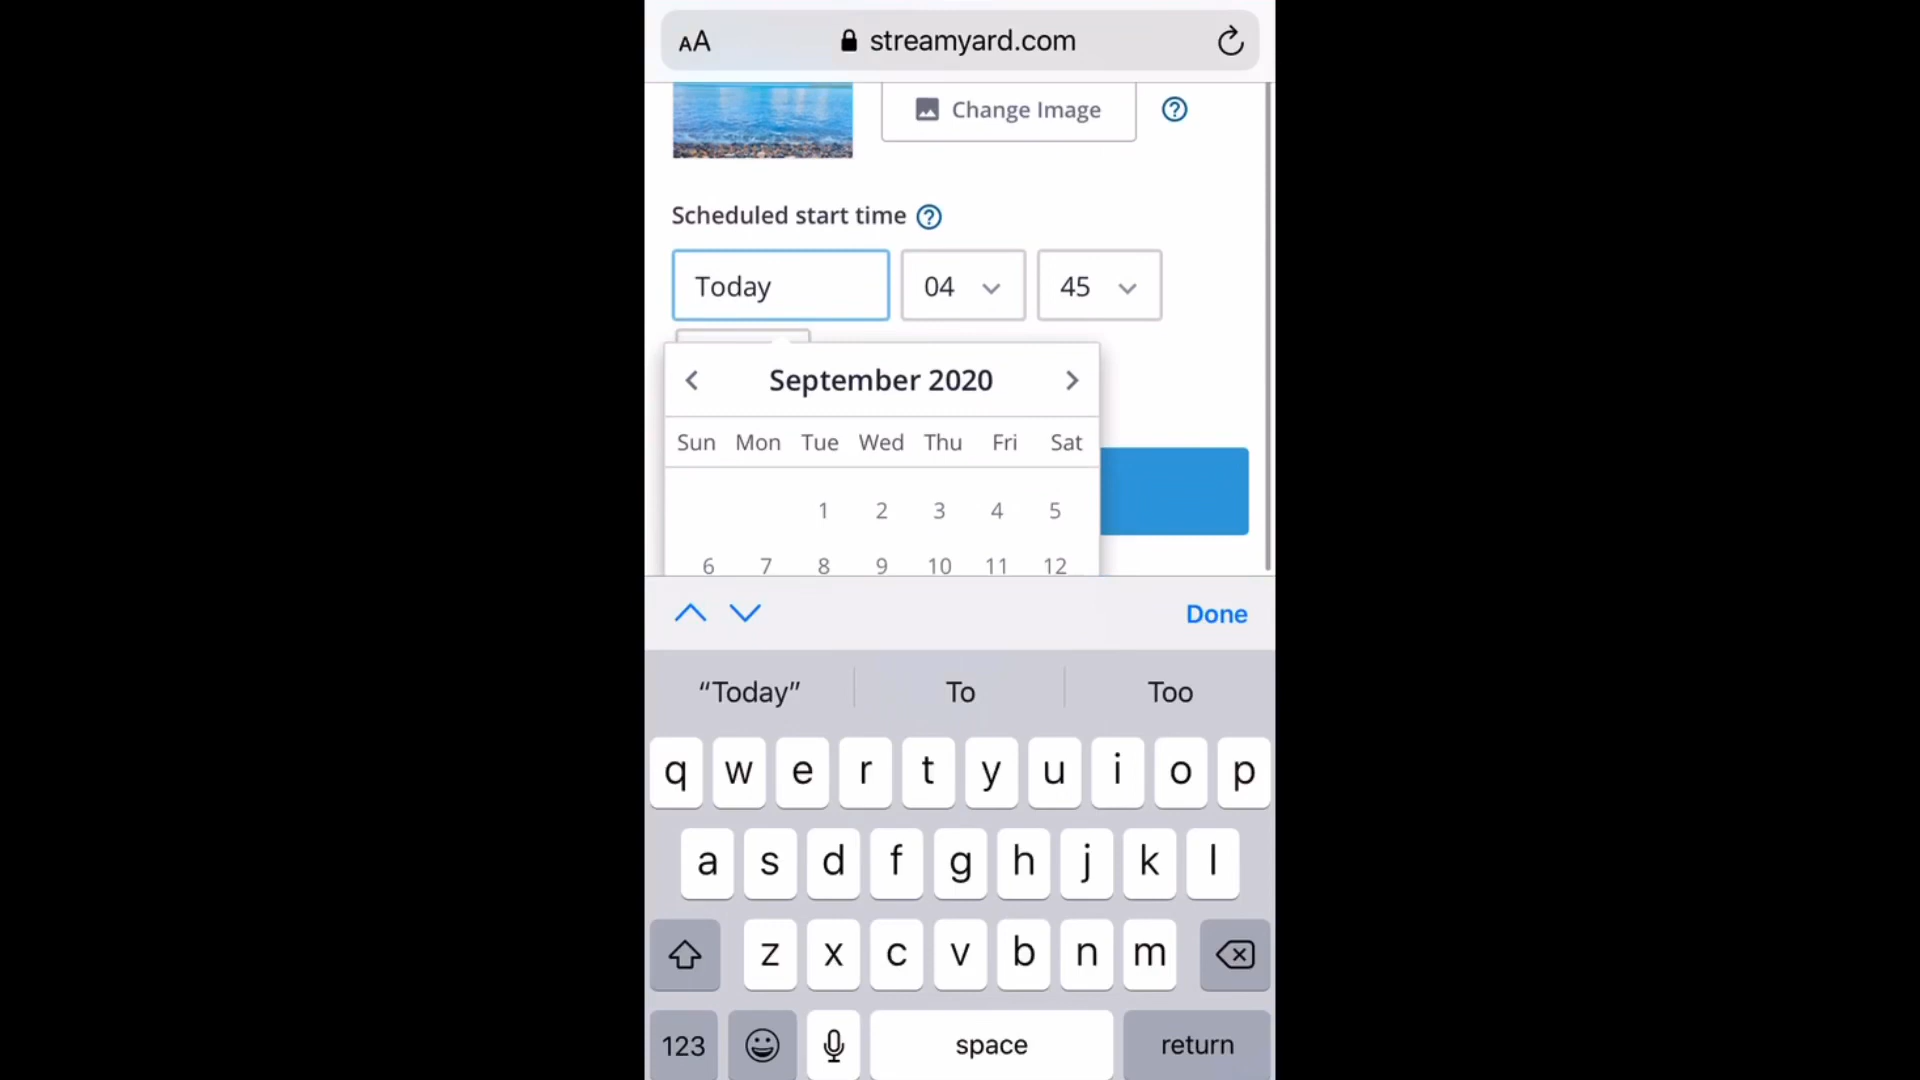 AA streamyard.com
Change Image
Scheduled start time
Today 04 45
September 2020
Sun Mon Tue Wed Thu Fri Sat
1 2 3 4 5
6 7 8 9 10 11 12
Done
“Today” To Too
q w e r t y u i o p
a s d f g h j k l
z x c v b n m
123 space return